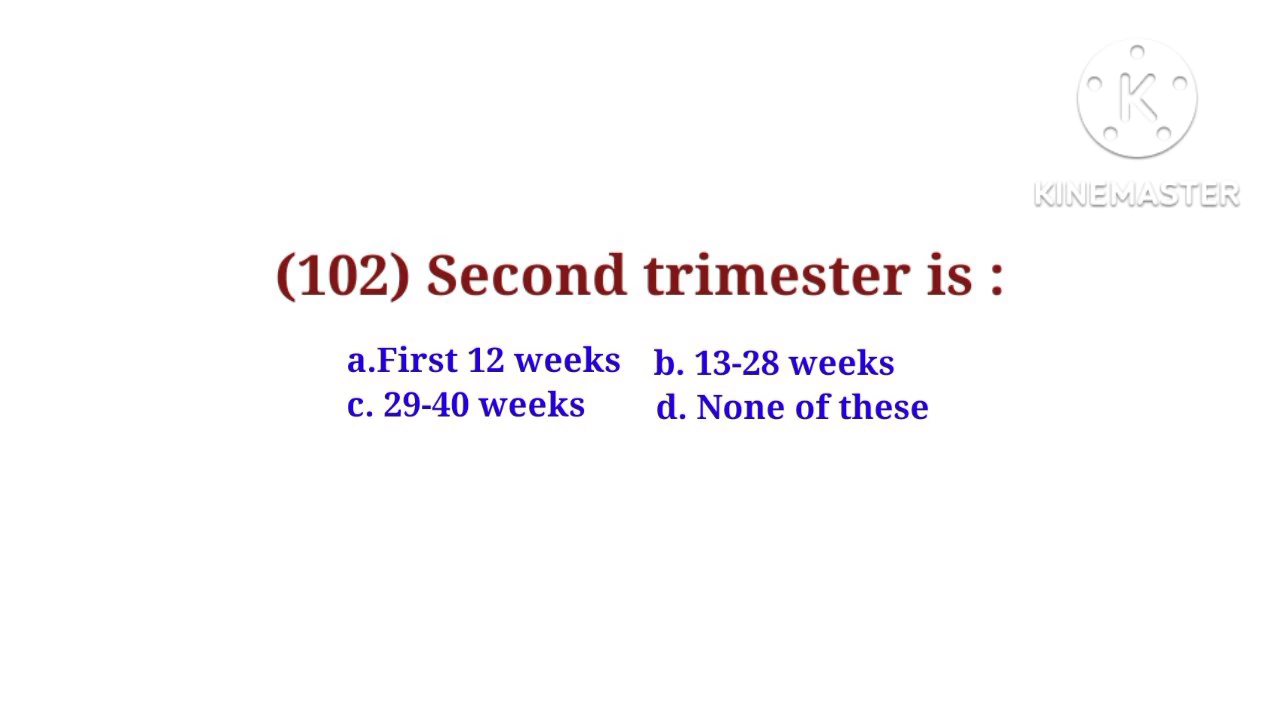 K
KINEMASTER
(102) Second trimester is :
a.First 12 weeks b. 13-28 weeks
c. 29-40 weeks d. None of these